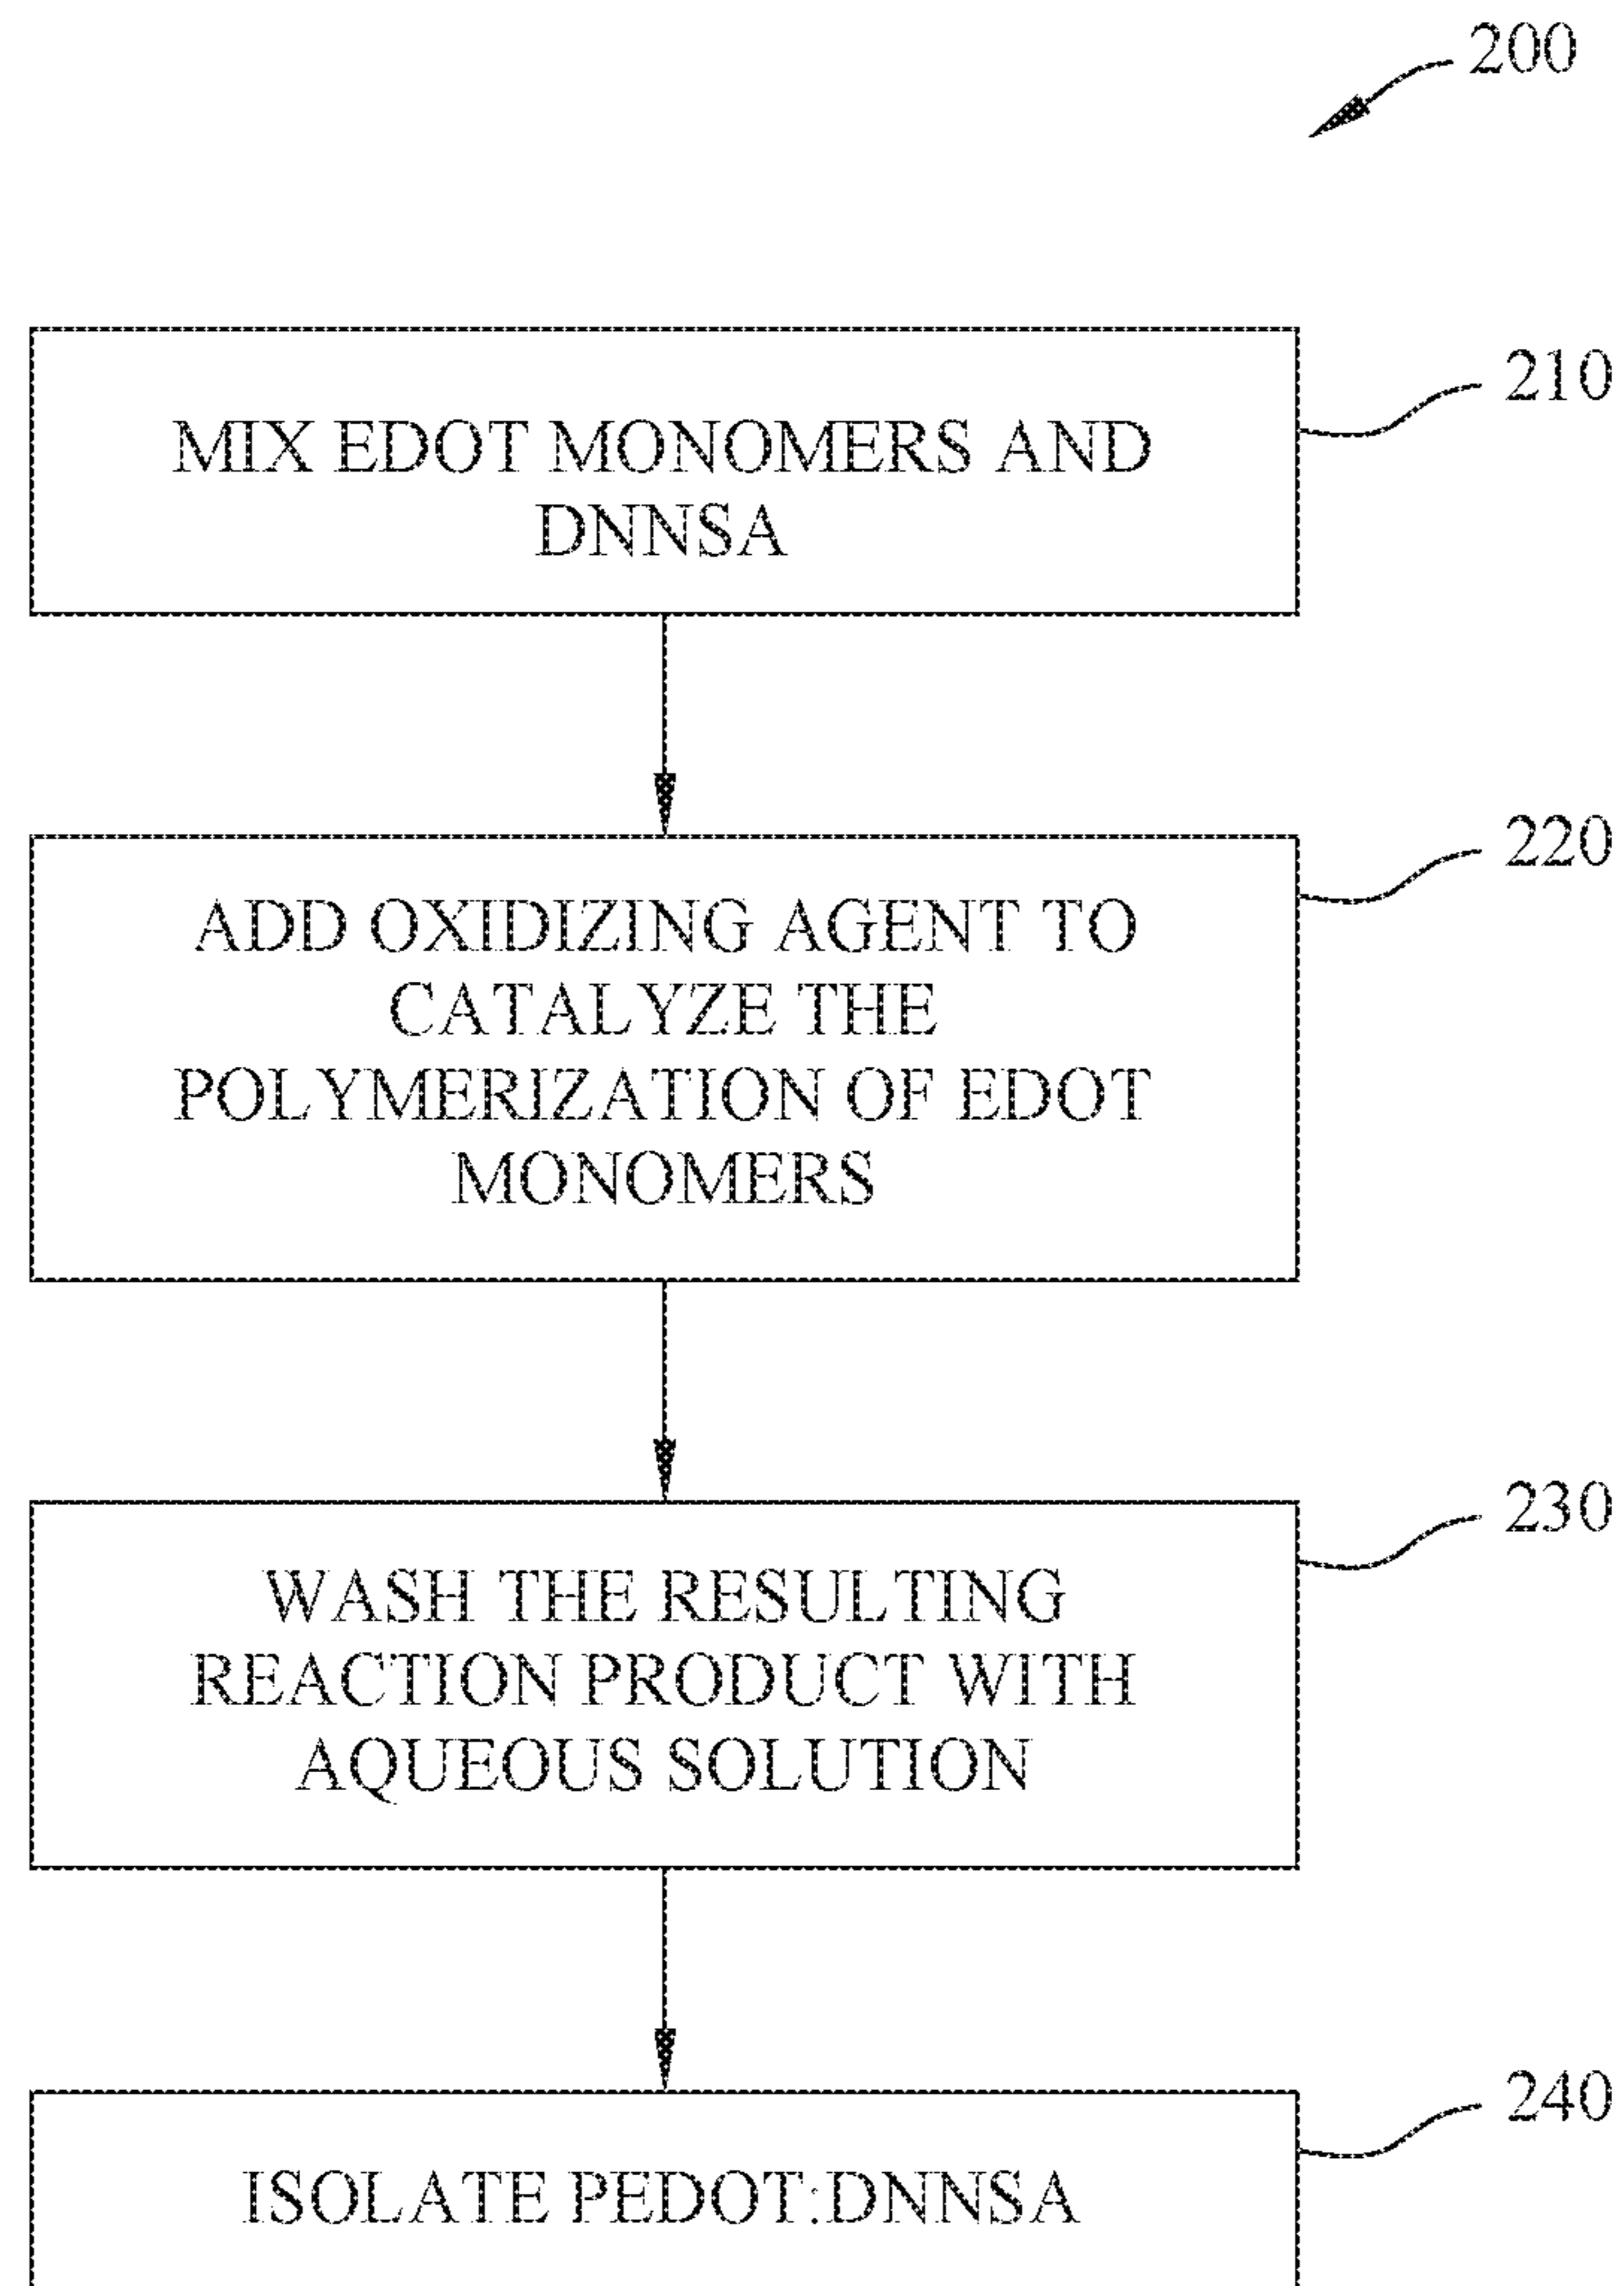 200
210
MIX EDOT MONOMERS AND
DNNSA
220
ADD OXIDIZING AGENT TO
CATALYZE THE
POLYMERIZATION OF EDOT
MONOMERS
230
WASH THE RESULTING
REACTION PRODUCT WITH
AQUEOUS SOLUTION
240
ISOLATE PEDOT:DNNSA